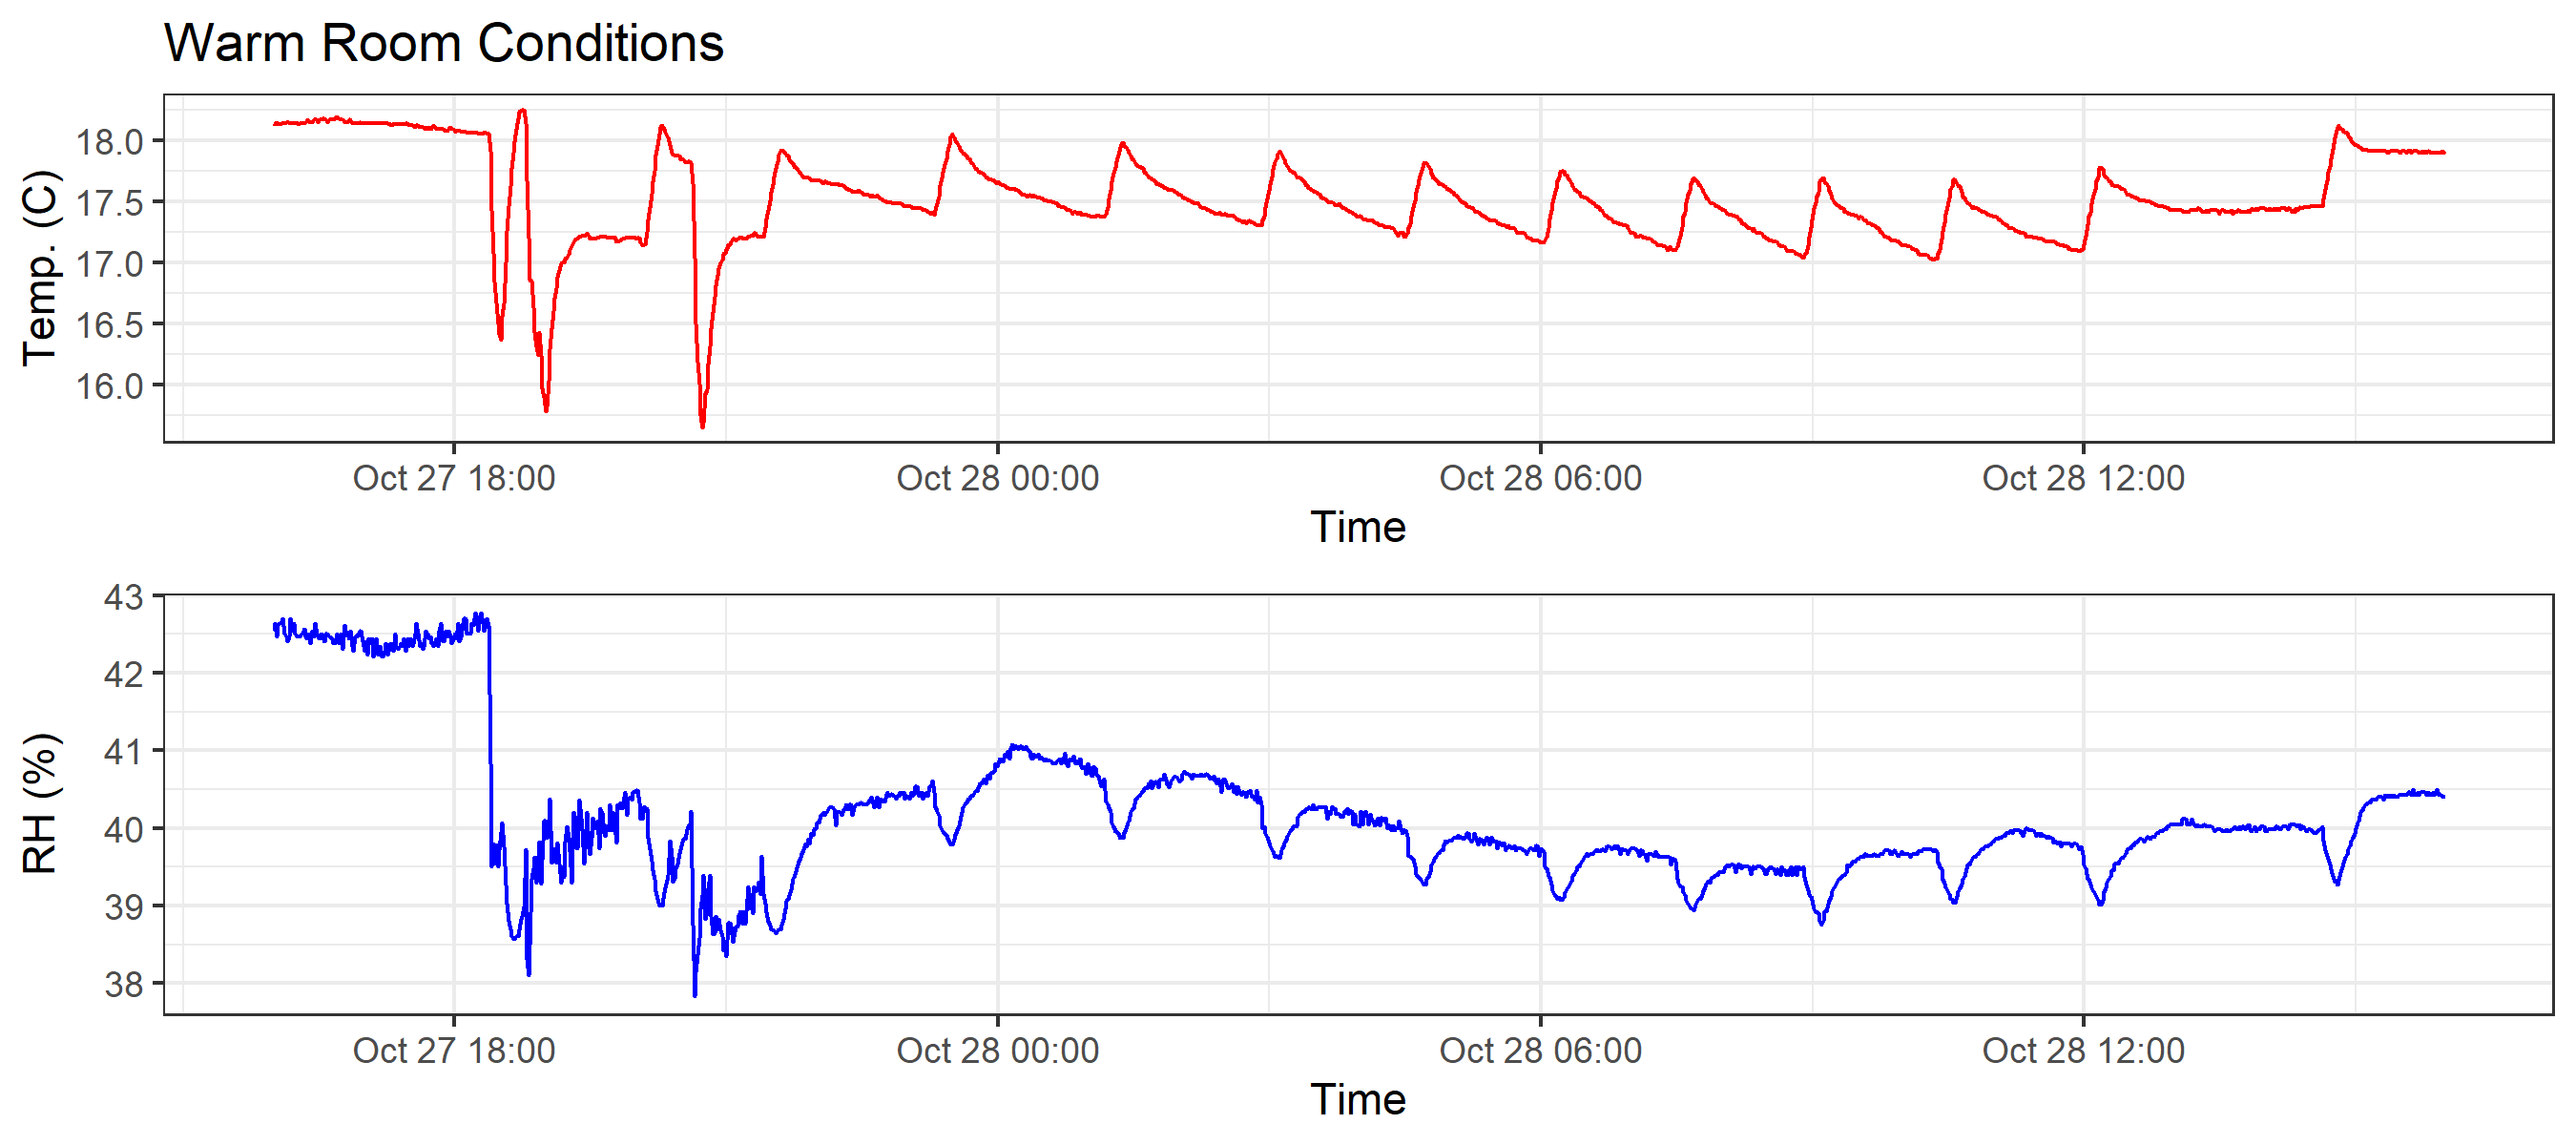 Warm Room Conditions
Temp. (C)
18.0
17.5
17.0
16.5
16.0
Oct 27 18:00 Oct 28 00:00 Oct 28 06:00 Oct 28 12:00
Time
RH (%)
43
42
41
40
39
38
Oct 27 18:00 Oct 28 00:00 Oct 28 06:00 Oct 28 12:00
Time